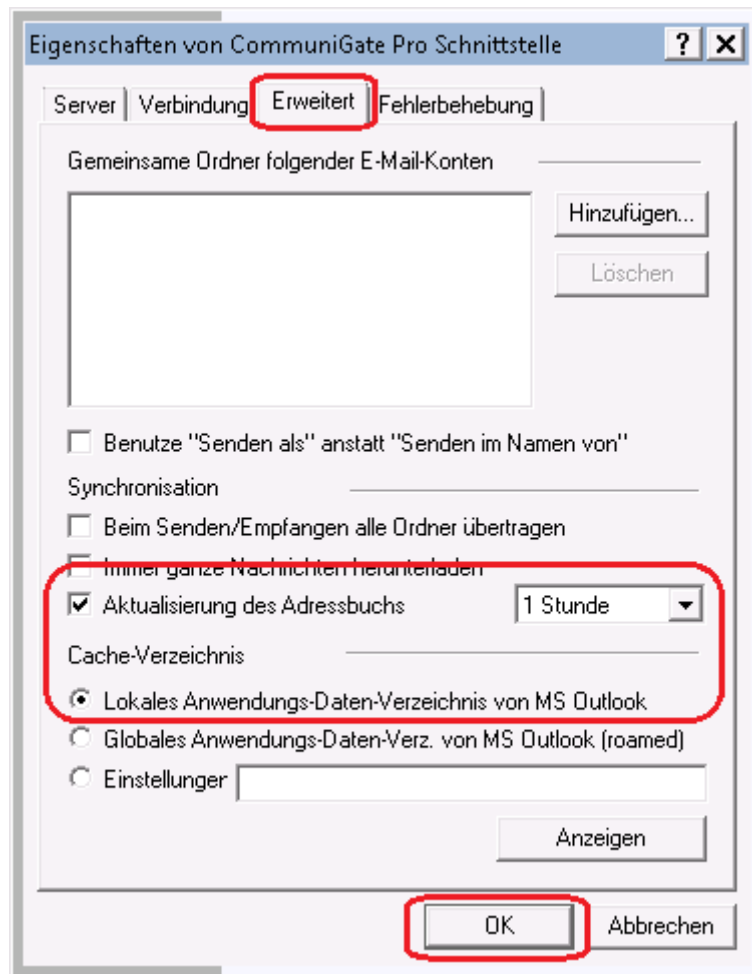 Eigenschaften von CommuniGate Pro Schnittstelle
Server Verbindung Erweitert Fehlerbehebung
Gemeinsame Ordner folgender E-Mail-Konten
Hinzufügen...
Löschen
Benutze "Senden als" anstatt "Senden im Namen von"
Synchronisation
Beim Senden/Empfangen alle Ordner übertragen
Immer ganze Nachrichten herunterladen
Aktualisierung des Adressbuchs 1 Stunde
Cache-Verzeichnis
Lokales Anwendungs-Daten-Verzeichnis von MS Outlook
Globales Anwendungs-Daten-Verz. von MS Outlook (roamed)
Einstellunger
Anzeigen
OK Abbrechen